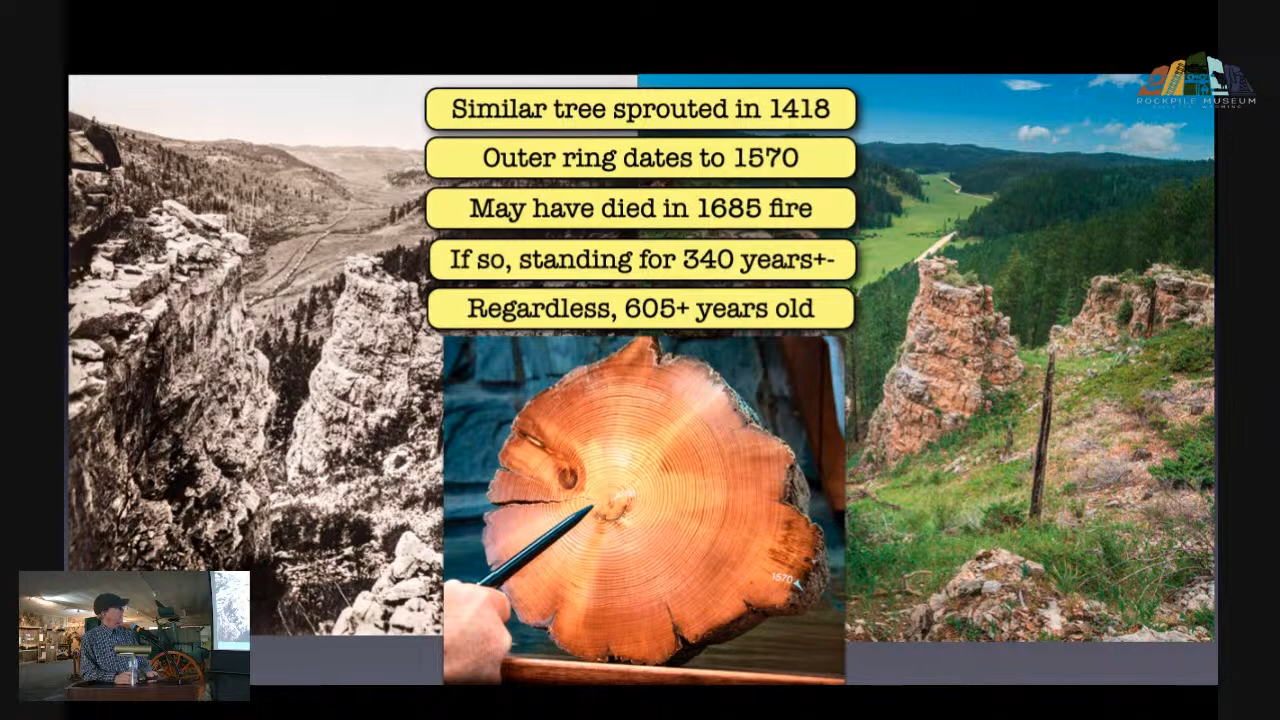 Similar tree sprouted in 1418
Outer ring dates to 1570
May have died in 1685 fire
If so, standing for 340 years+-
Regardless, 605+ years old
1570
ROCKPILE MUSEUM